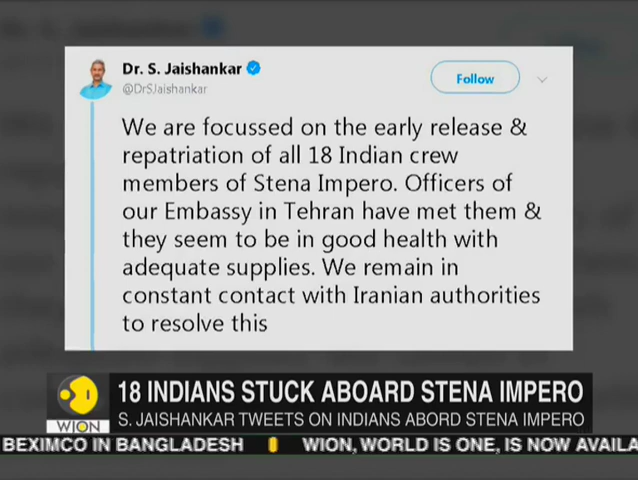 Dr. S. Jaishankar
@DrSJaishankar
Follow
We are focussed on the early release &
repatriation of all 18 Indian crew
members of Stena Impero. Officers of
our Embassy in Tehran have met them &
they seem to be in good health with
adequate supplies. We remain in
constant contact with Iranian authorities
to resolve this
18 INDIANS STUCK ABOARD STENA IMPERO
S. JAISHANKAR TWEETS ON INDIANS ABORD STENA IMPERO
WION
BEXIMCO IN BANGLADESH WION, WORLD IS ONE, IS NOW AVAILA